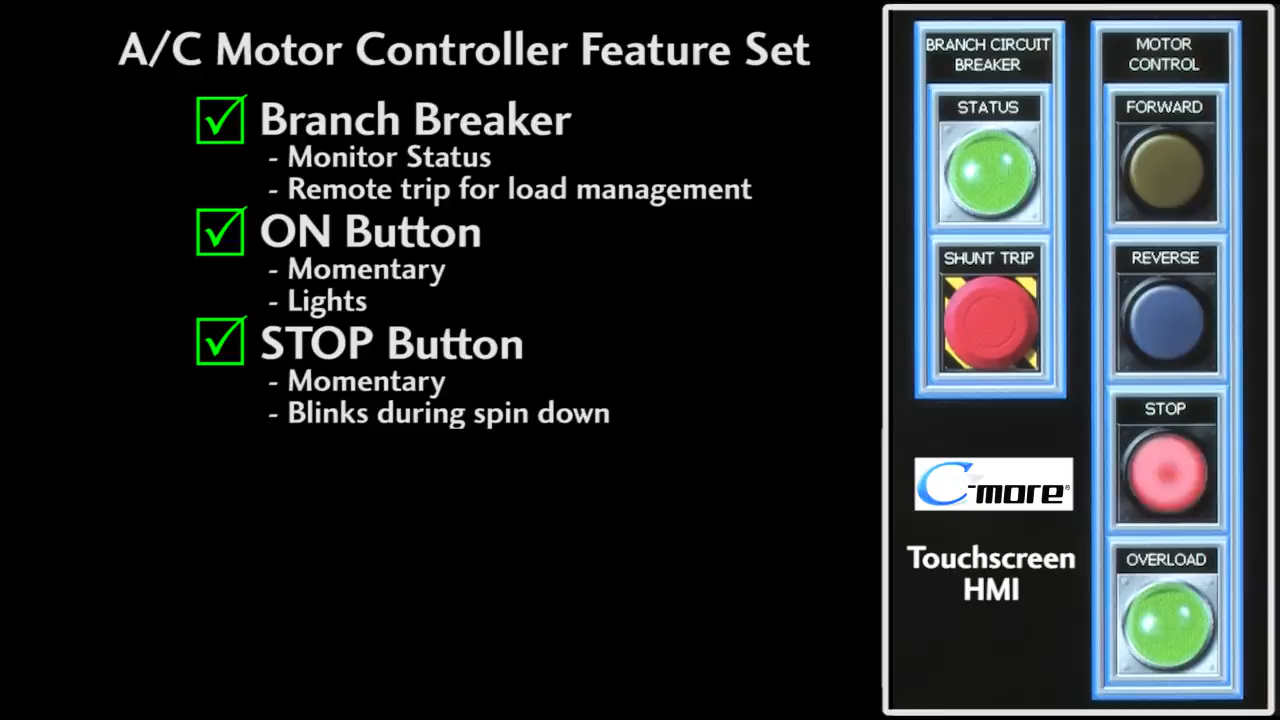 A/C Motor Controller Feature Set
Branch Breaker
- Monitor Status
- Remote trip for load management
ON Button
- Momentary
- Lights
STOP Button
- Momentary
- Blinks during spin down
BRANCH CIRCUIT
BREAKER
STATUS
SHUNT TRIP
C-more®
Touchscreen
HMI
MOTOR
CONTROL
FORWARD
REVERSE
STOP
OVERLOAD